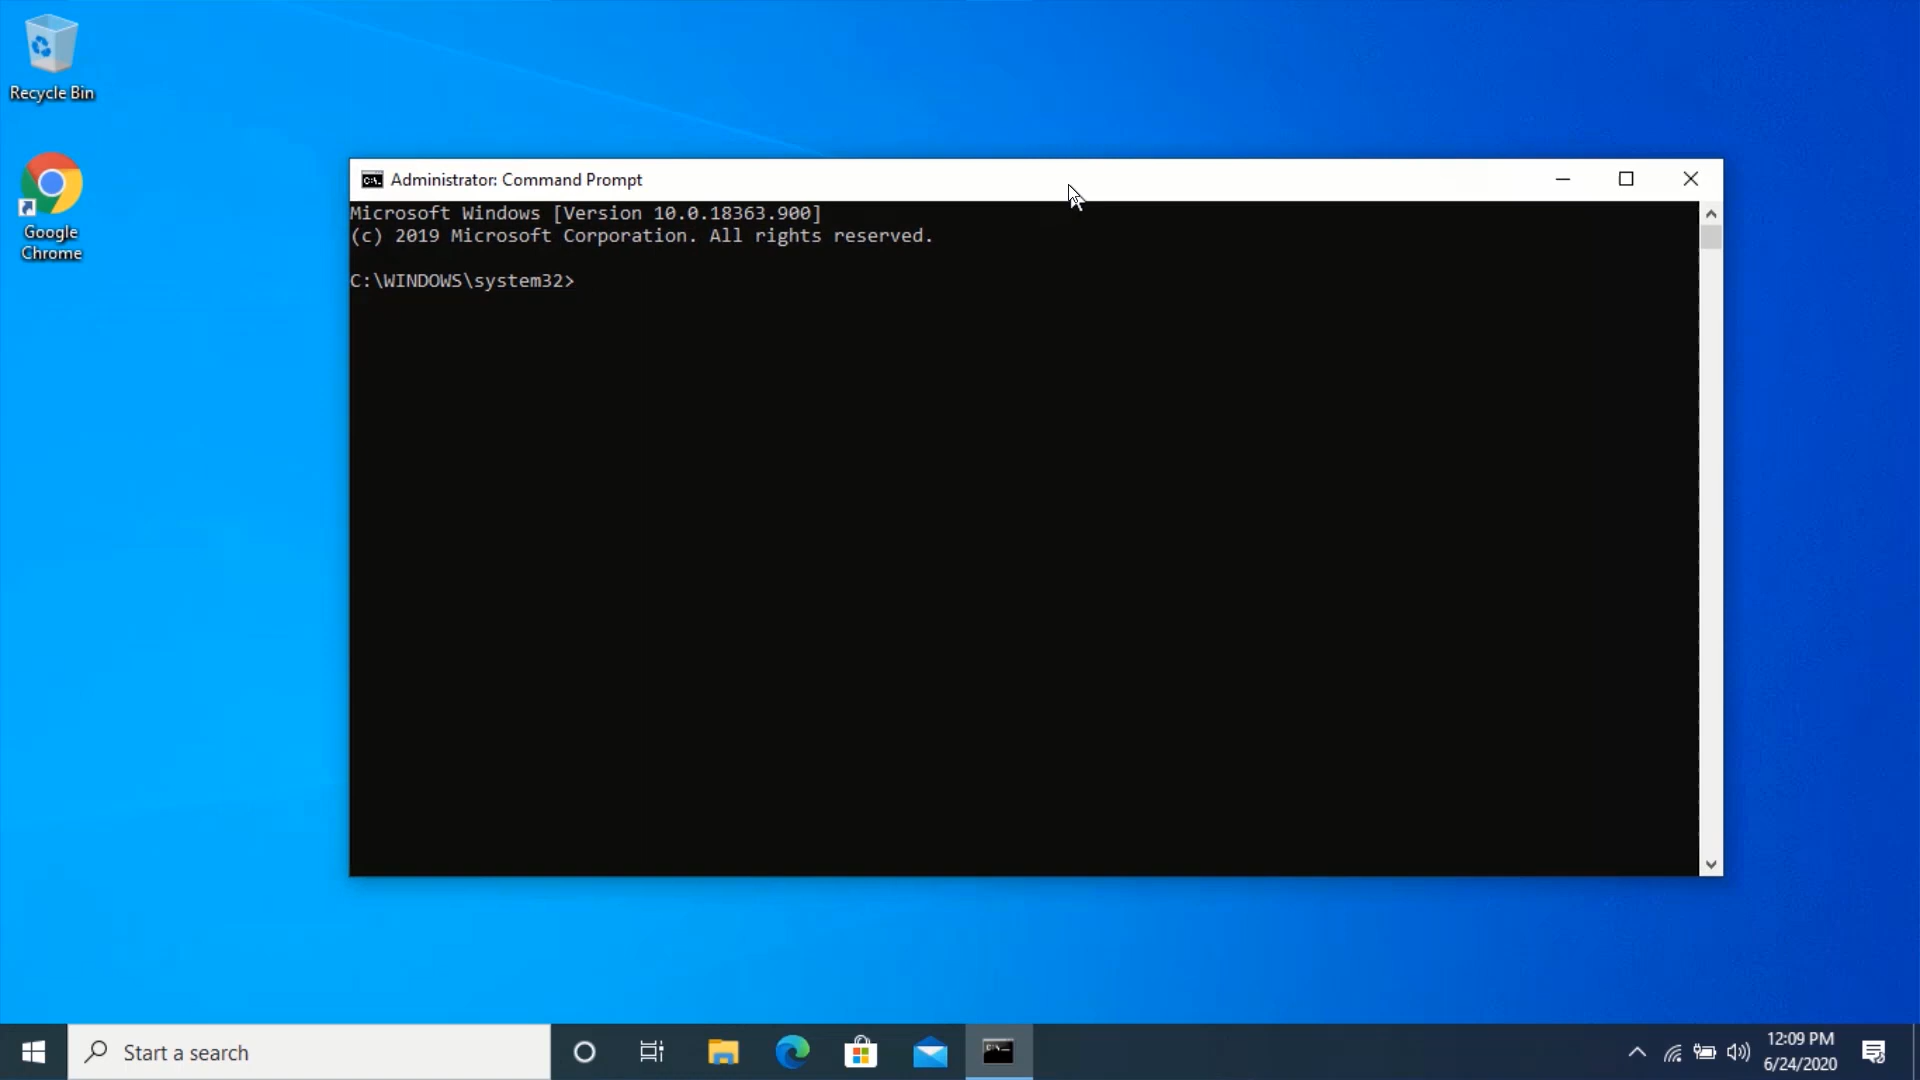 Recycle Bin
Google
Chrome
Administrator: Command Prompt
Microsoft Windows [Version 10.0.18363.900]
(c) 2019 Microsoft Corporation. All rights reserved.
C:\WINDOWS\system32>
Start a search
12:09 PM
6/24/2020